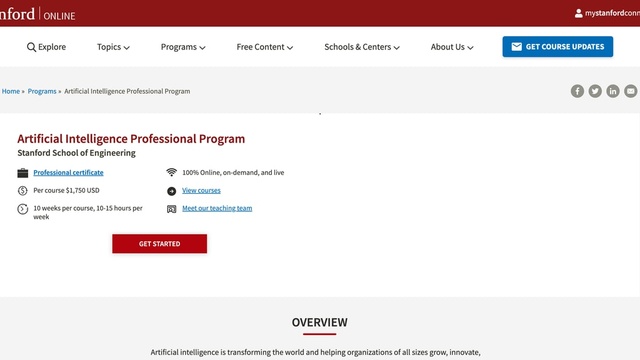 nford | ONLINE
mystanfordconn
Explore
Topics
Programs
Free Content
Schools & Centers
About Us
GET COURSE UPDATES
Home » Programs » Artificial Intelligence Professional Program
Artificial Intelligence Professional Program
Stanford School of Engineering
Professional certificate
100% Online, on-demand, and live
Per course $1,750 USD
View courses
10 weeks per course, 10-15 hours per
week
Meet our teaching team
GET STARTED
OVERVIEW
Artificial intelligence is transforming the world and helping organizations of all sizes grow, innovate,